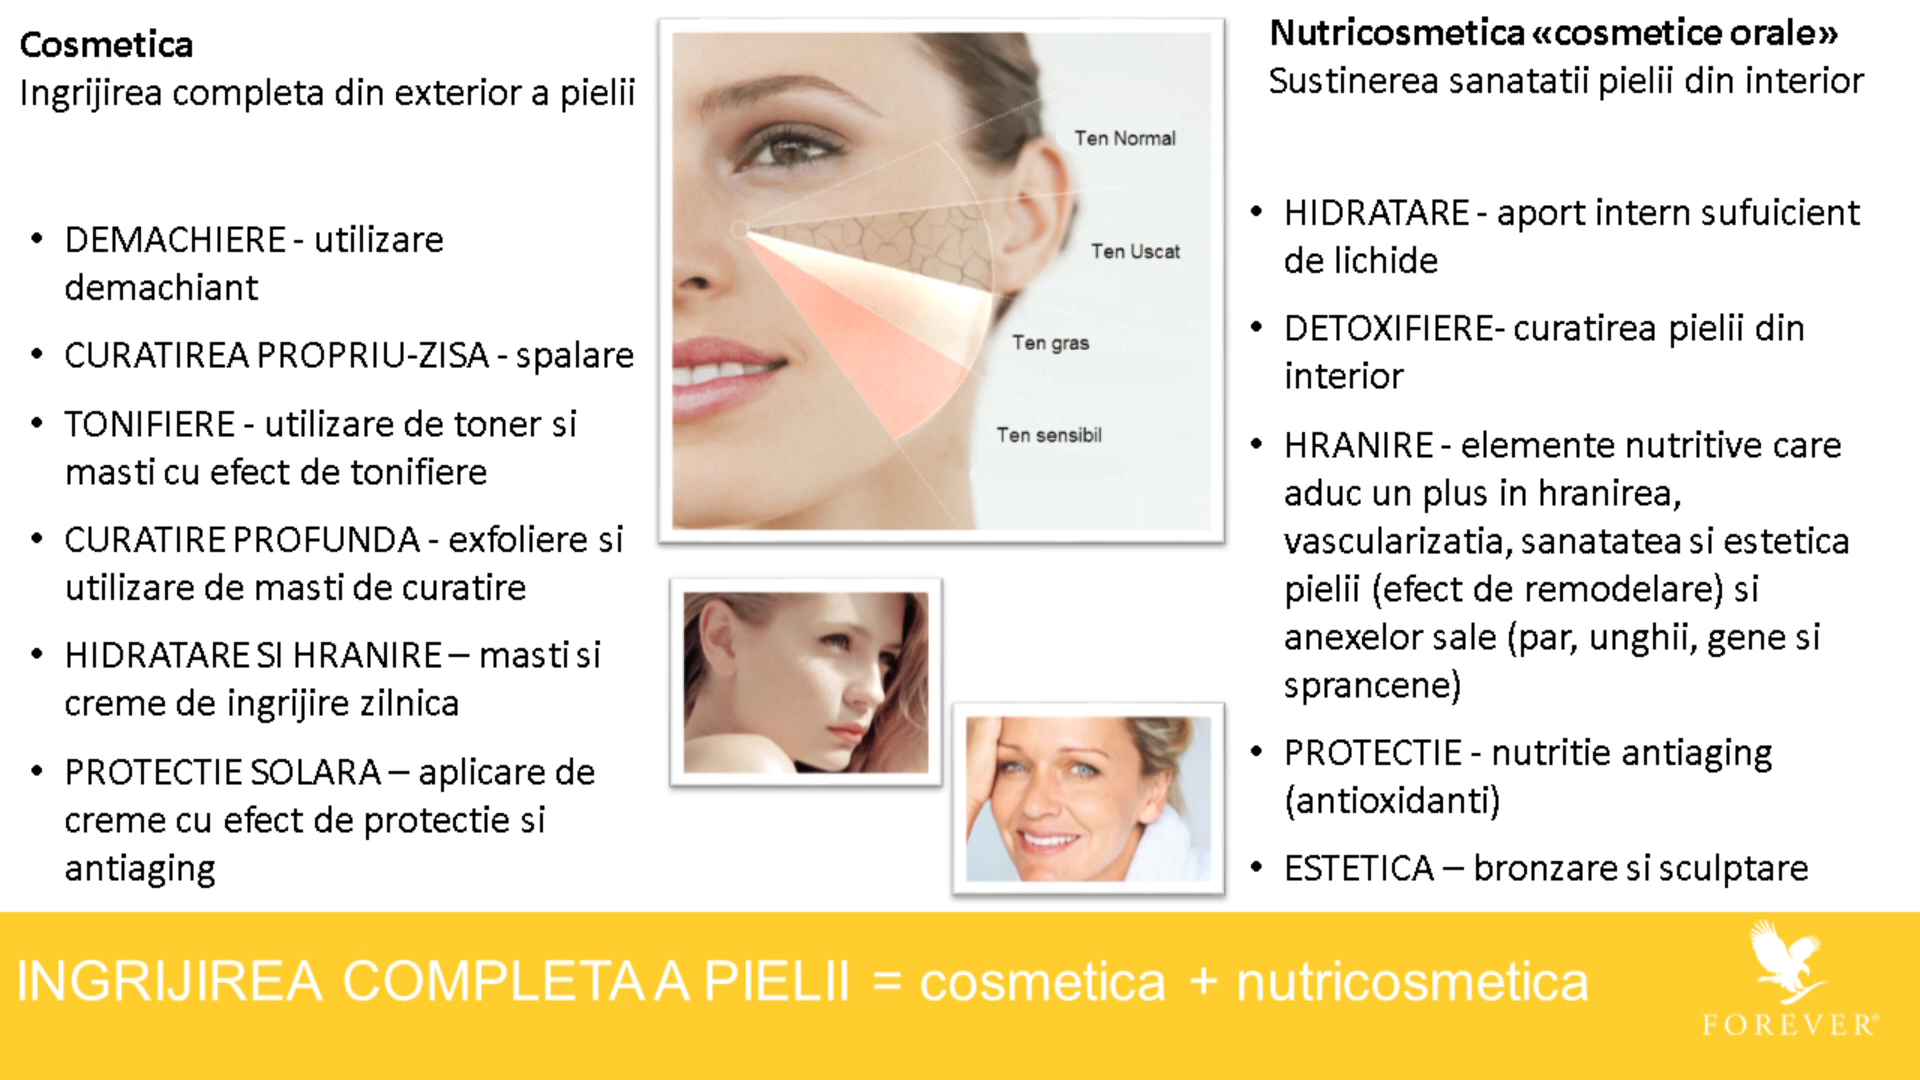 Cosmetica
Ingrijirea completa din exterior a pielii
• DEMACHIERE - utilizare
demachiant
• CURATIREA PROPRIU-ZISA - spalare
• TONIFIERE - utilizare de toner si
masti cu efect de tonifiere
• CURATIRE PROFUNDA - exfoliere si
utilizare de masti de curatire
• HIDRATARE SI HRANIRE – masti si
creme de ingrijire zilnica
• PROTECTIE SOLARA – aplicare de
creme cu efect de protectie si
antiaging
Ten Normal
Ten Uscat
Ten gras
Ten sensibil
Nutricosmetica «cosmetice orale»
Sustinerea sanatatii pielii din interior
• HIDRATARE - aport intern sufuicient
de lichide
• DETOXIFIERE- curatirea pielii din
interior
• HRANIRE - elemente nutritive care
aduc un plus in hranirea,
vascularizatia, sanatatea si estetica
pielii (efect de remodelare) si
anexelor sale (par, unghii, gene si
sprancene)
• PROTECTIE - nutritie antiaging
(antioxidanti)
• ESTETICA – bronzare si sculptare
INGRIJIREA COMPLETA A PIELII = cosmetica + nutricosmetica
FOREVER®